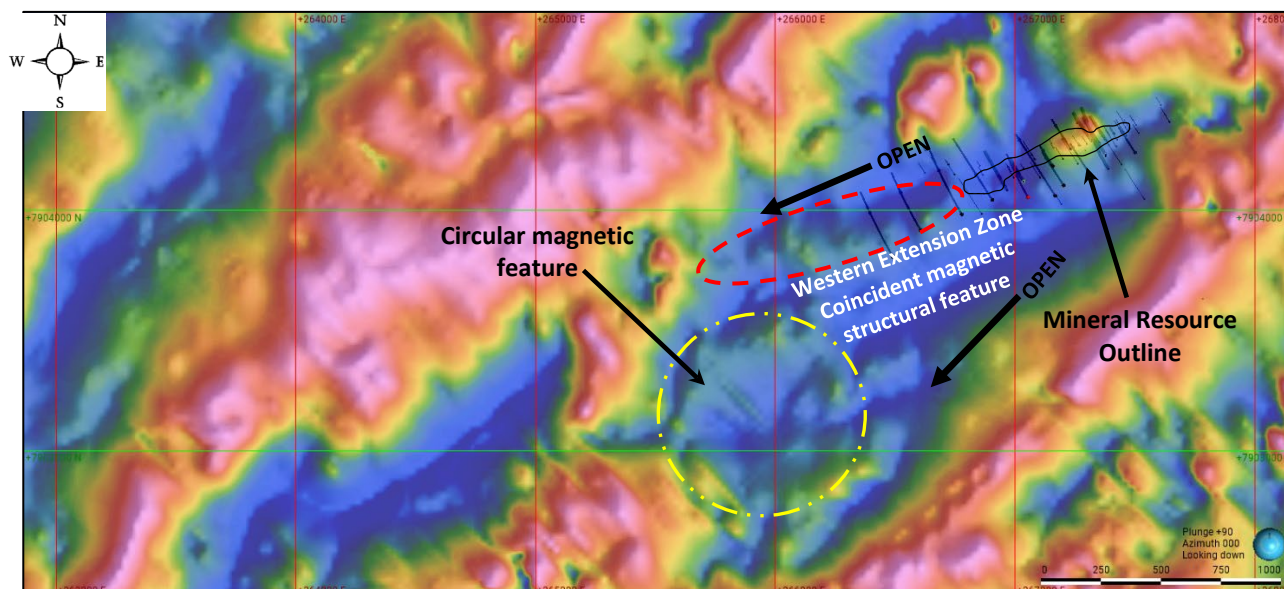 +264000 E
+265000 E
+266000 E
+267000 E
N
W
E
S
OPEN
+7904000 N
+7904000 N
Circular magnetic
feature
Western Extension Zone
Coincident magnetic
structural feature
OPEN
Mineral Resource
Outline
Plunge +90
Azimuth 000
Looking down
0
250
500
750
1000